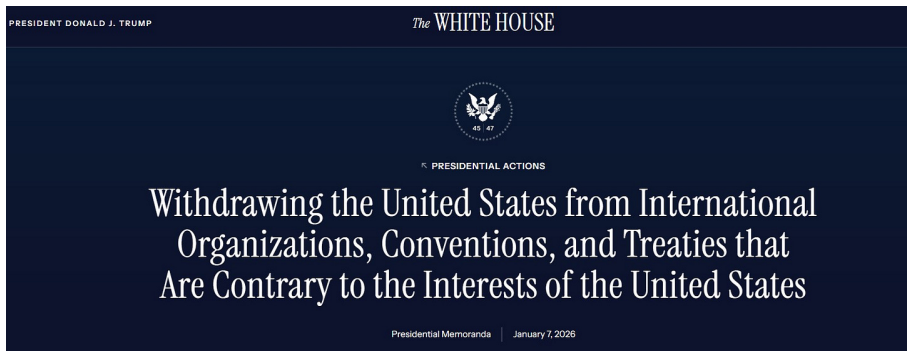 PRESIDENT DONALD J. TRUMP
The WHITE HOUSE
45 47
PRESIDENTIAL ACTIONS
Withdrawing the United States from International
Organizations, Conventions, and Treaties that
Are Contrary to the Interests of the United States
Presidential Memoranda
January 7, 2026